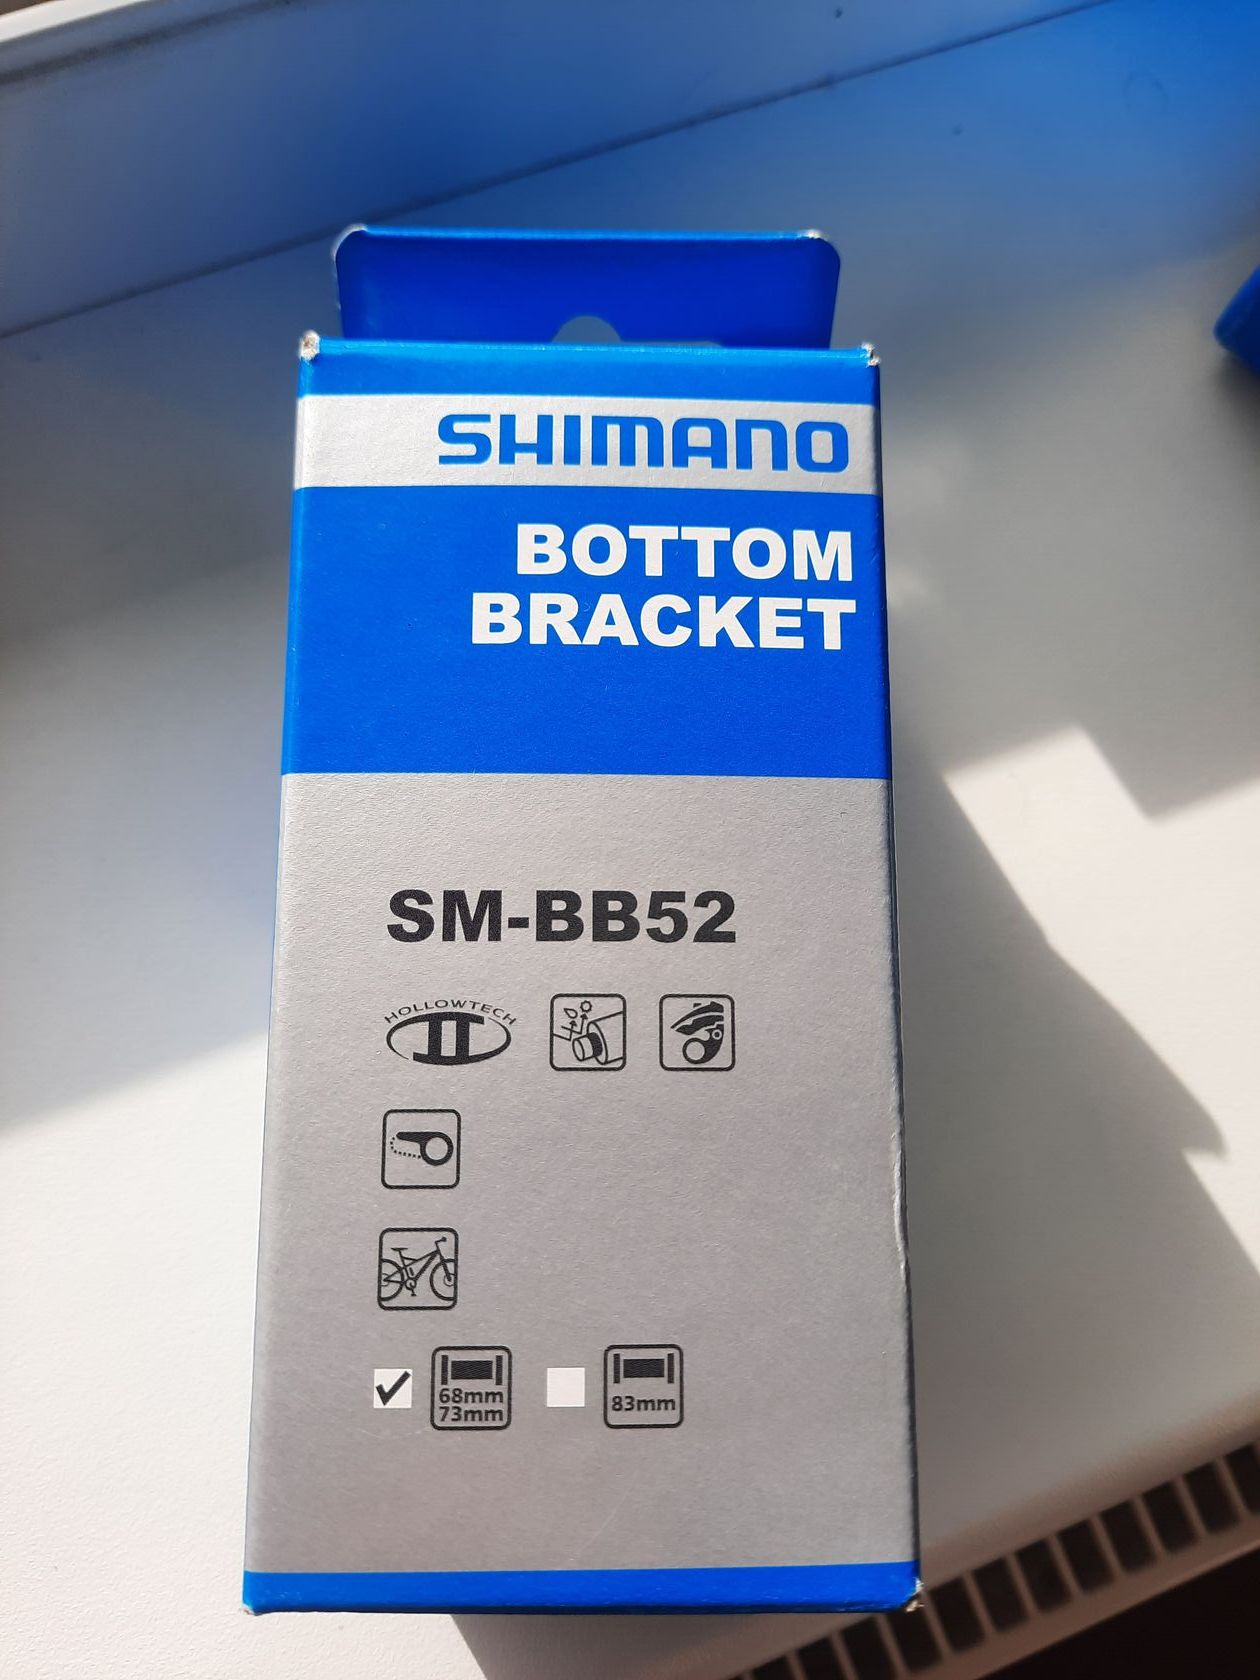 SHIMANO
BOTTOM
BRACKET
SM-BB52
HOLLOWTECH
II
68mm
73mm
83mm